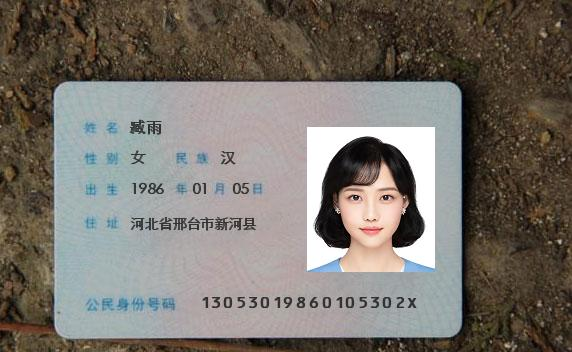 姓名 臧雨
性别 女 民族 汉
出生 1986 年 01 月 05 日
住址 河北省邢台市新河县
公民身份号码 13053019860105302X